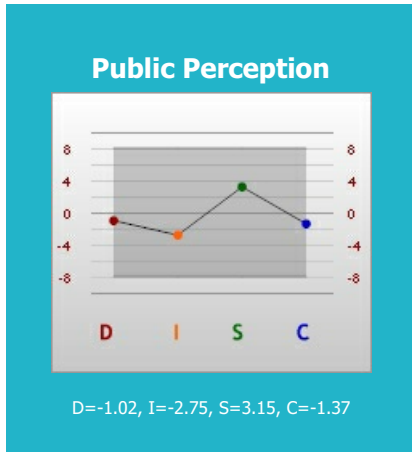 Public Perception
8 8
4 4
0 0
-4 -4
-8 -8
D I S C
D=-1.02, I=-2.75, S=3.15, C=-1.37